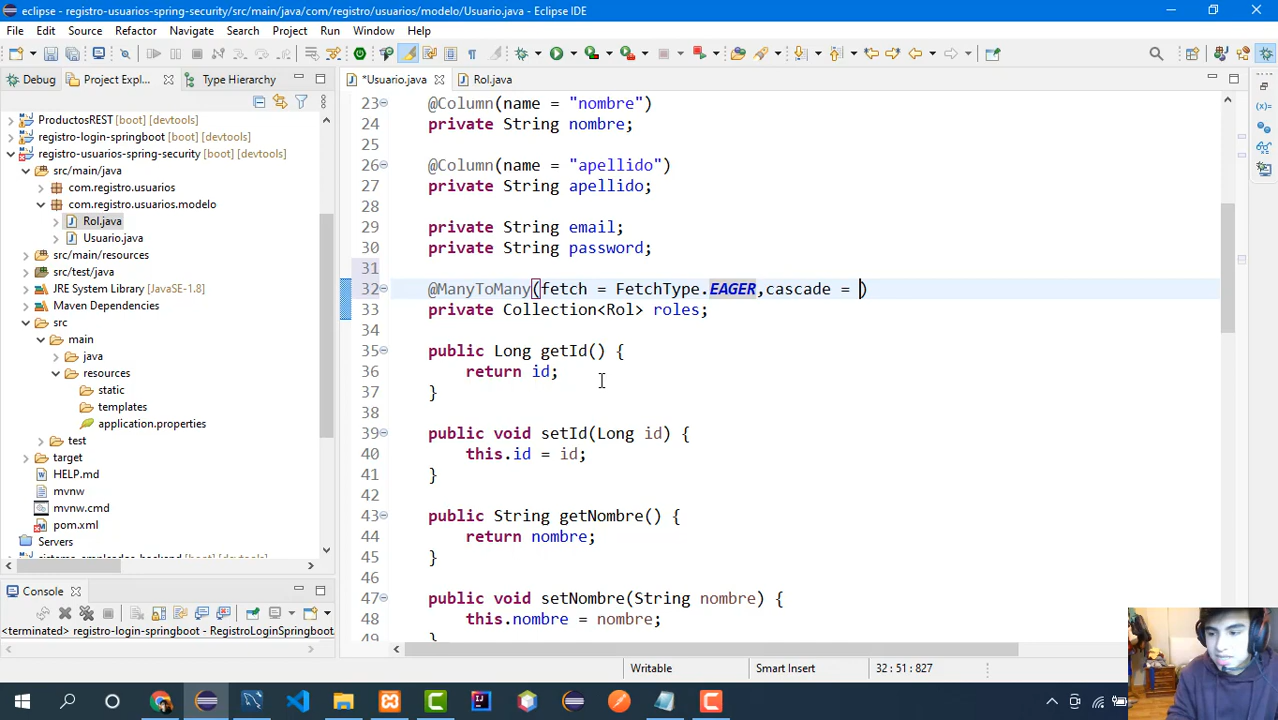 eclipse - registro-usuarios-spring-security/src/main/java/com/registro/usuarios/modelo/Usuario.java - Eclipse IDE
File Edit Source Refactor Navigate Search Project Run Window Help
Debug Project Expl... Type Hierarchy
ProductosREST [boot] [devtools]
registro-login-springboot [boot] [devtools]
registro-usuarios-spring-security [boot] [devtools]
src/main/java
com.registro.usuarios
com.registro.usuarios.modelo
Rol.java
Usuario.java
src/main/resources
src/test/java
JRE System Library [JavaSE-1.8]
Maven Dependencies
src
main
java
resources
static
templates
application.properties
test
target
HELP.md
mvnw
mvnw.cmd
pom.xml
Servers
*Usuario.java Rol.java
23 @Column(name = "nombre")
24 private String nombre;
25
26 @Column(name = "apellido")
27 private String apellido;
28
29 private String email;
30 private String password;
31
32 @ManyToMany(fetch = FetchType.EAGER,cascade = )
33 private Collection<Rol> roles;
34
35 public Long getId() {
36 return id;
37 }
38
39 public void setId(Long id) {
40 this.id = id;
41 }
42
43 public String getNombre() {
44 return nombre;
45 }
46
47 public void setNombre(String nombre) {
48 this.nombre = nombre;
49 }
Console
<terminated> registro-login-springboot - RegistroLoginSpringboot
Writable Smart Insert 32 : 51 : 827